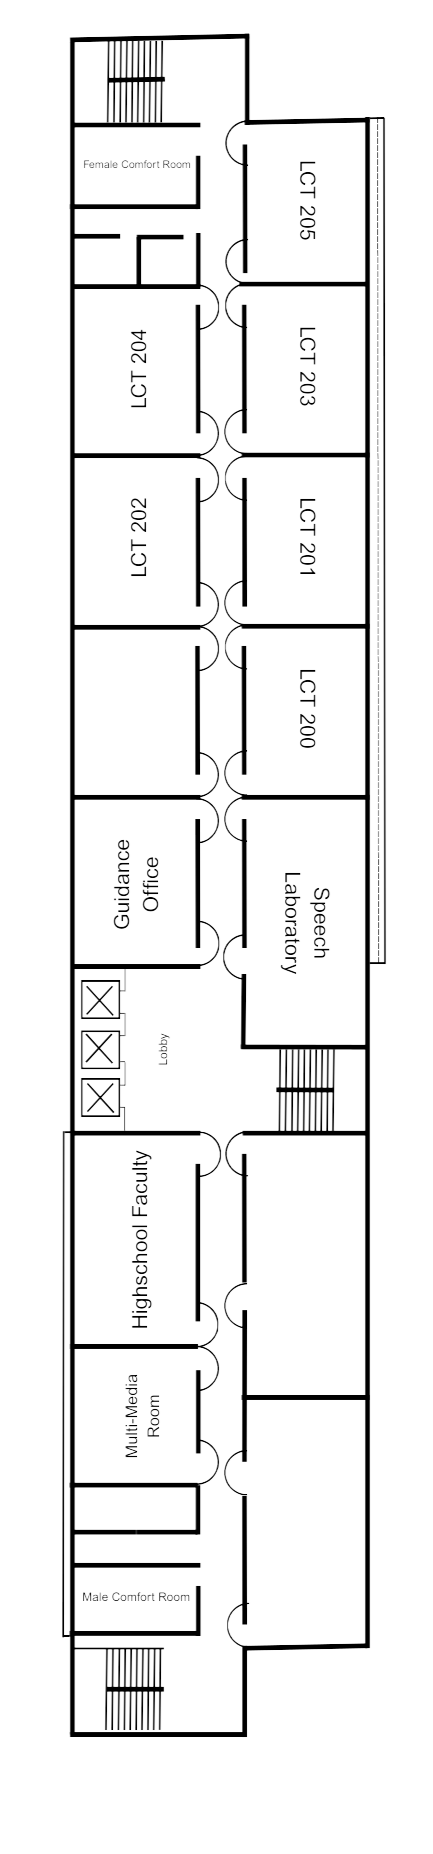 Female Comfort Room
LCT 205
LCT 204
LCT 203
LCT 202
LCT 201
LCT 200
Guidance
Office
Speech
Laboratory
Lobby
Highschool Faculty
Multi-Media
Room
Male Comfort Room